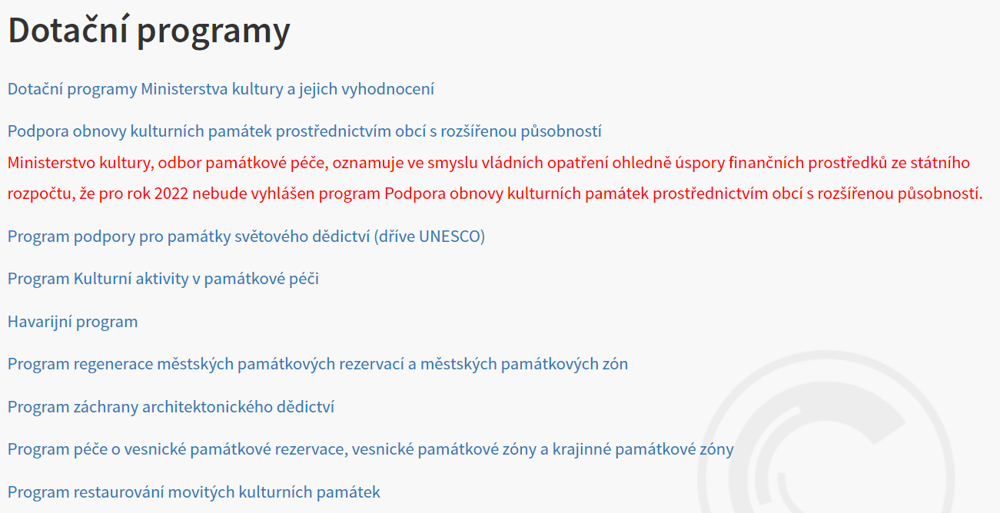 Dotační programy
Dotační programy Ministerstva kultury a jejich vyhodnocení
Podpora obnovy kulturních památek prostřednictvím obcí s rozšířenou působností
Ministerstvo kultury, odbor památkové péče, oznamuje ve smyslu vládních opatření ohledně úspory finančních prostředků ze státního
rozpočtu, že pro rok 2022 nebude vyhlášen program Podpora obnovy kulturních památek prostřednictvím obcí s rozšířenou působností.
Program podpory pro památky světového dědictví (dříve UNESCO)
Program Kulturní aktivity v památkové péči
Havarijní program
Program regenerace městských památkových rezervací a městských památkových zón
Program záchrany architektonického dědictví
Program péče o vesnické památkové rezervace, vesnické památkové zóny a krajinné památkové zóny
Program restaurování movitých kulturních památek